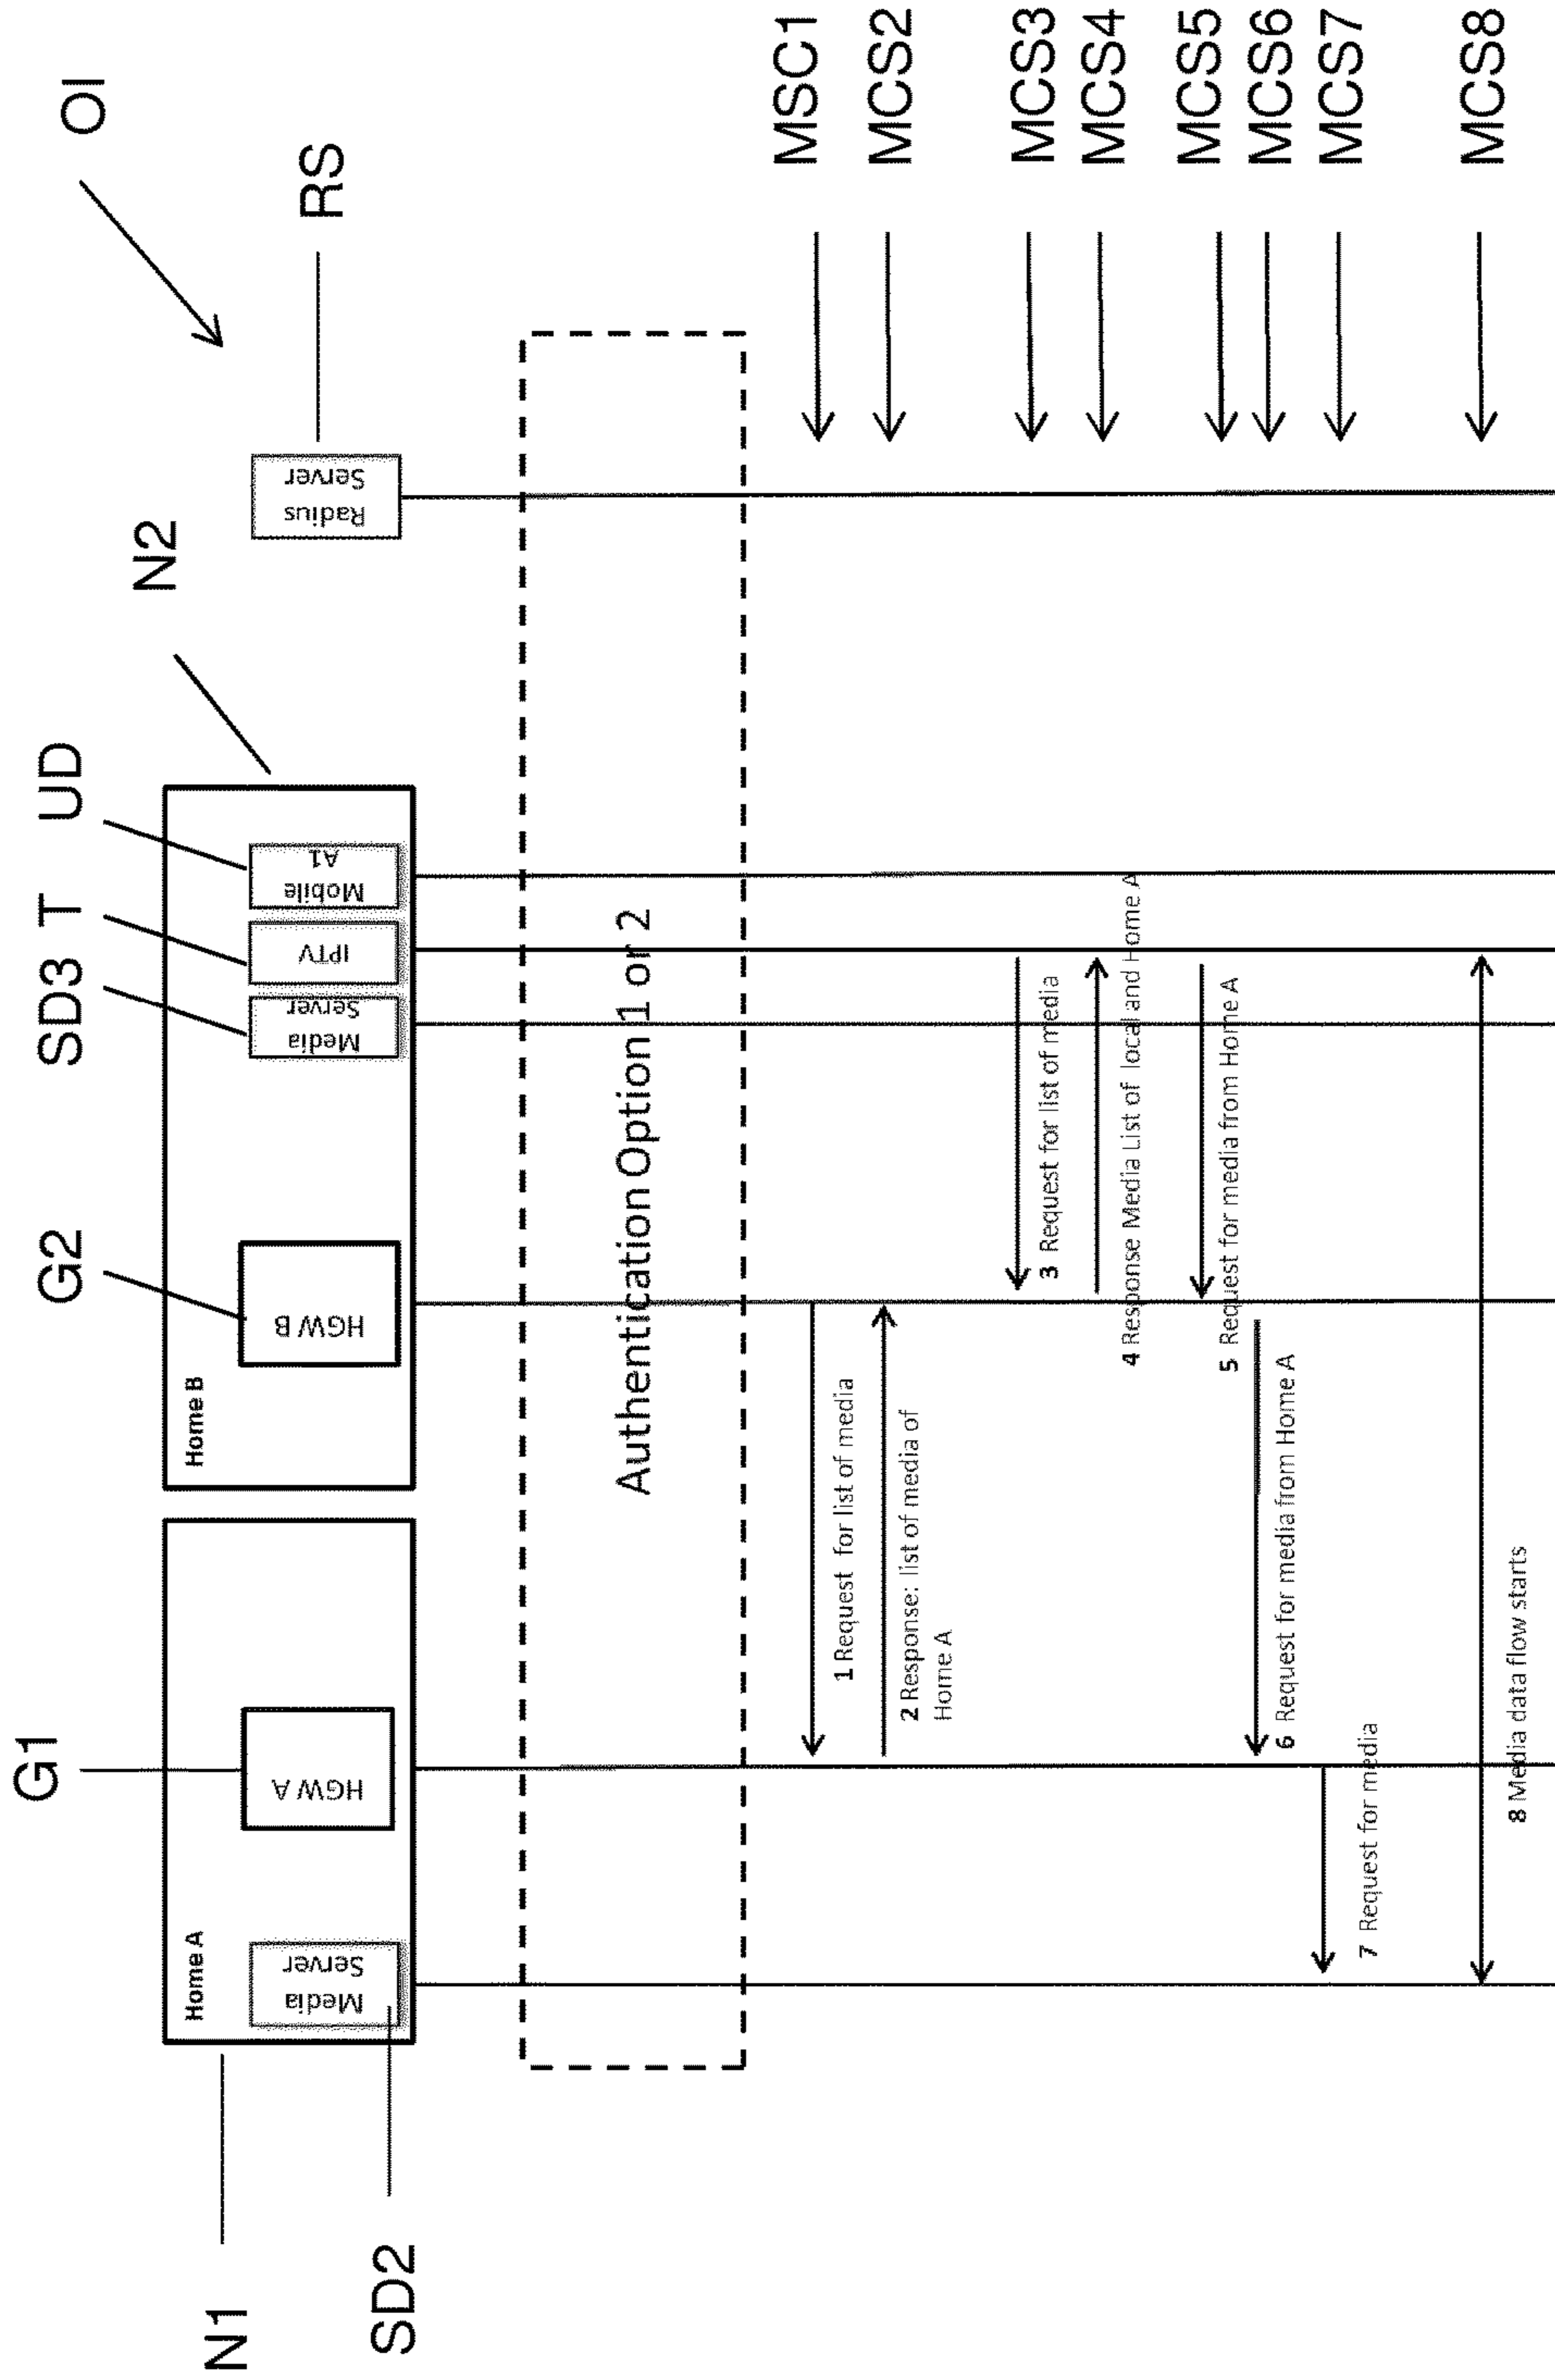 OI
N1
SD2
G1
G2
SD3
T
UD
N2
RS
Home A
Media
Server
HGW A
Home B
HGW B
Media
Server
IPTV
Mobile
A1
Radius
Server
Authentication Option 1 or 2
1 Request for list of media
MSC1
2 Response: list of media of
Home A
MCS2
3 Request for list of media
MCS3
4 Response Media List of local and Home A
MCS4
5 Request for media from Home A
MCS5
6 Request for media from Home A
MCS6
7 Request for media
MCS7
8 Media data flow starts
MCS8